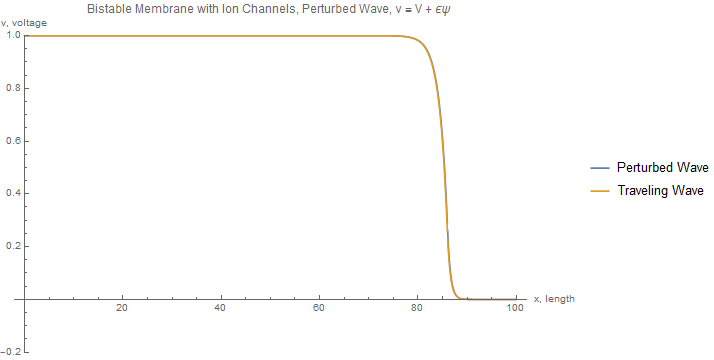 Bistable Membrane with Ion Channels, Perturbed Wave, v = V + ϵψ
v, voltage
1.0
0.8
0.6
0.4
0.2
-0.2
20 40 60 80 100
x, length
Perturbed Wave
Traveling Wave